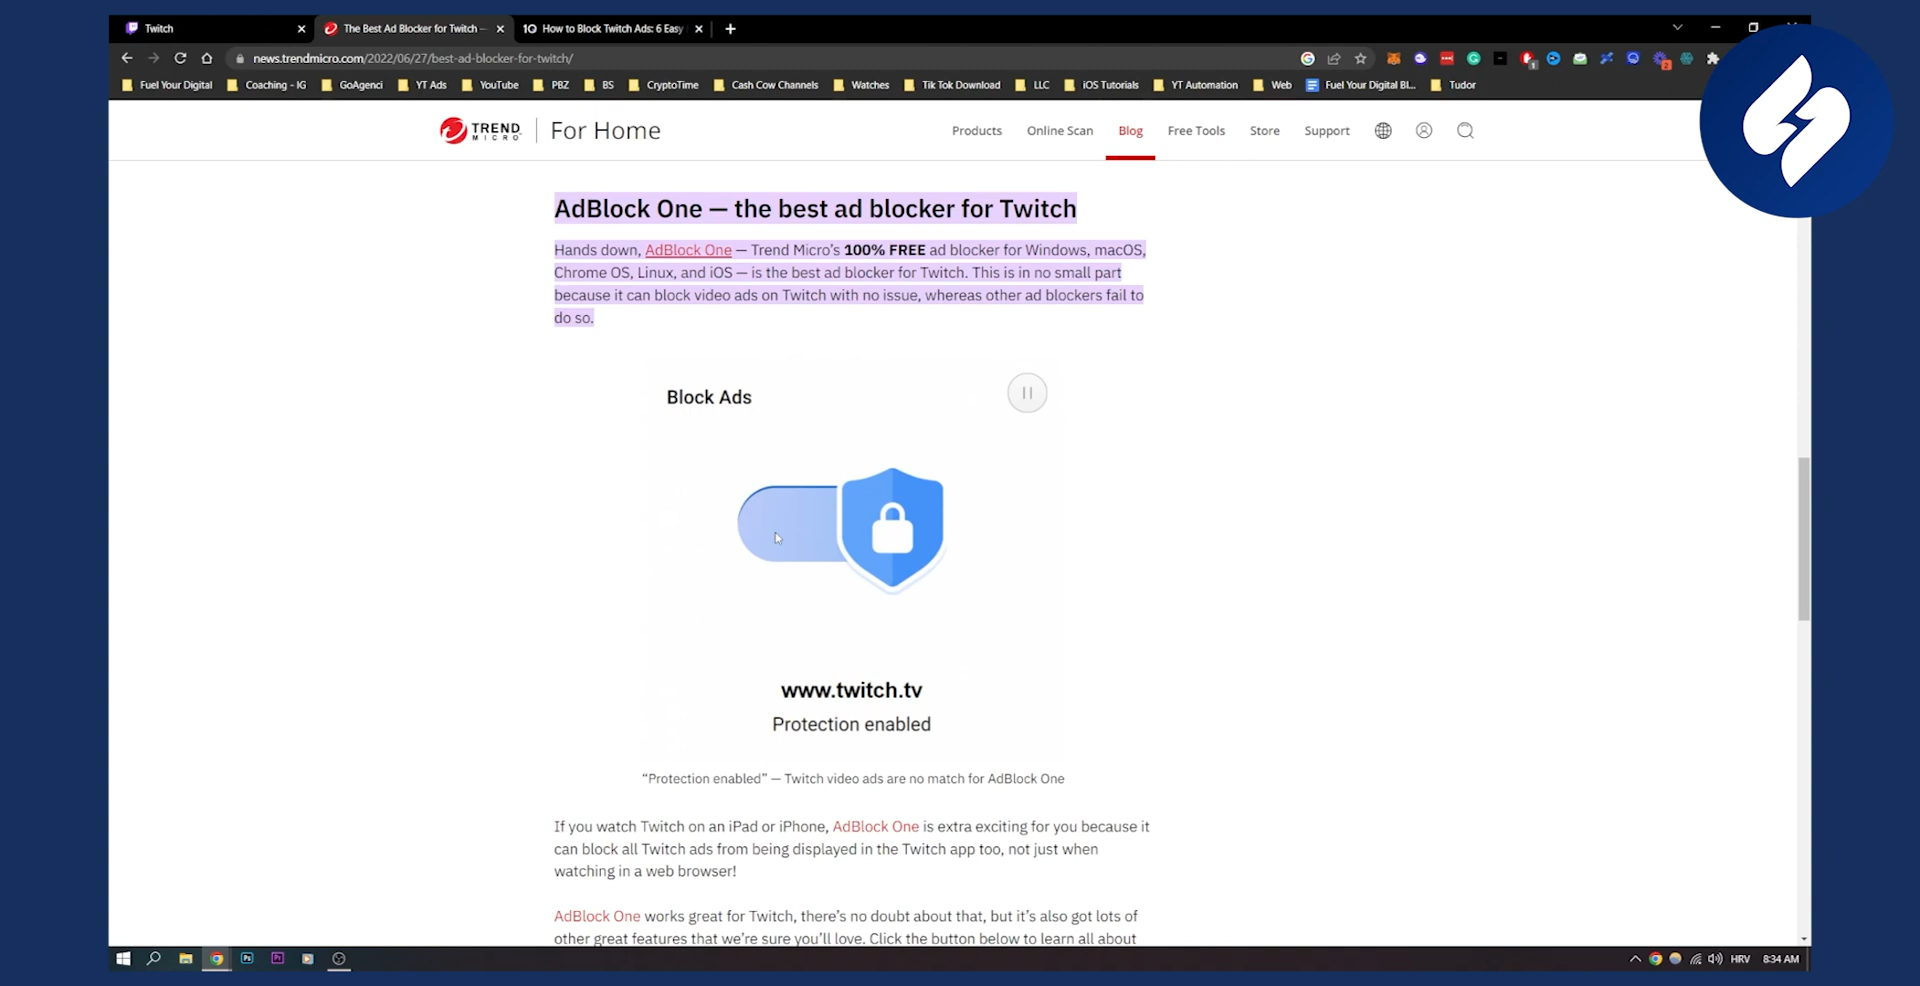 Twitch
The Best Ad Blocker for Twitch –
1O How to Block Twitch Ads: 6 Easy
news.trendmicro.com/2022/06/27/best-ad-blocker-for-twitch/
Fuel Your Digital Coaching - IG GoAgenci YT Ads YouTube PBZ BS CryptoTime Cash Cow Channels Watches Tik Tok Download LLC iOS Tutorials YT Automation Web Fuel Your Digital Bl... Tudor
TREND
MICRO
For Home
Products Online Scan Blog Free Tools Store Support
AdBlock One — the best ad blocker for Twitch
Hands down, AdBlock One — Trend Micro’s 100% FREE ad blocker for Windows, macOS,
Chrome OS, Linux, and iOS — is the best ad blocker for Twitch. This is in no small part
because it can block video ads on Twitch with no issue, whereas other ad blockers fail to
do so.
Block Ads
www.twitch.tv
Protection enabled
“Protection enabled” — Twitch video ads are no match for AdBlock One
If you watch Twitch on an iPad or iPhone, AdBlock One is extra exciting for you because it
can block all Twitch ads from being displayed in the Twitch app too, not just when
watching in a web browser!
AdBlock One works great for Twitch, there’s no doubt about that, but it’s also got lots of
other great features that we’re sure you’ll love. Click the button below to learn all about
Ps Pr
HRV 8:34 AM